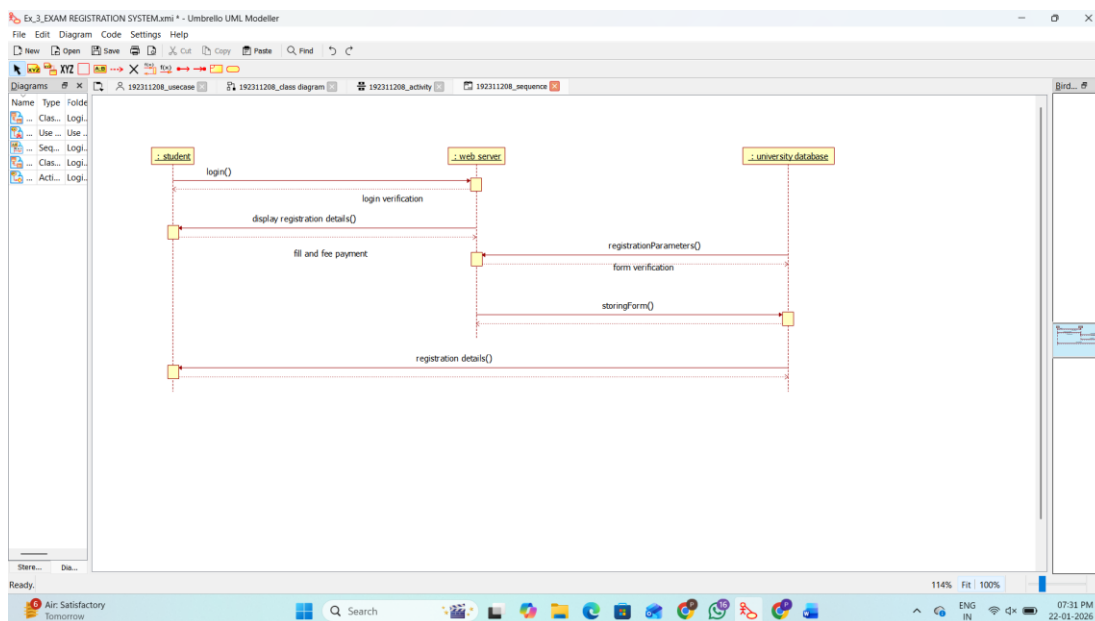 Ex_3_EXAM REGISTRATION SYSTEM.xmi * - Umbrello UML Modeller
File Edit Diagram Code Settings Help
New Open Save Cut Copy Paste Find
XYZ XYZ A.B f(x) f(x)
Diagrams 192311208_usecase 192311208_class diagram 192311208_activity 192311208_sequence Bird...
Name Type Folde
... Clas... Logi..
... Use ... Use ..
... Seq... Logi..
... Clas... Logi..
... Acti... Logi..
: student : web server : university database
login()
login verification
display registration details()
registrationParameters()
fill and fee payment
form verification
storingForm()
registration details()
Stere... Dia...
Ready. 114% Fit 100%
6 Air: Satisfactory
Tomorrow
Search
16
ENG
IN
07:31 PM
22-01-2026